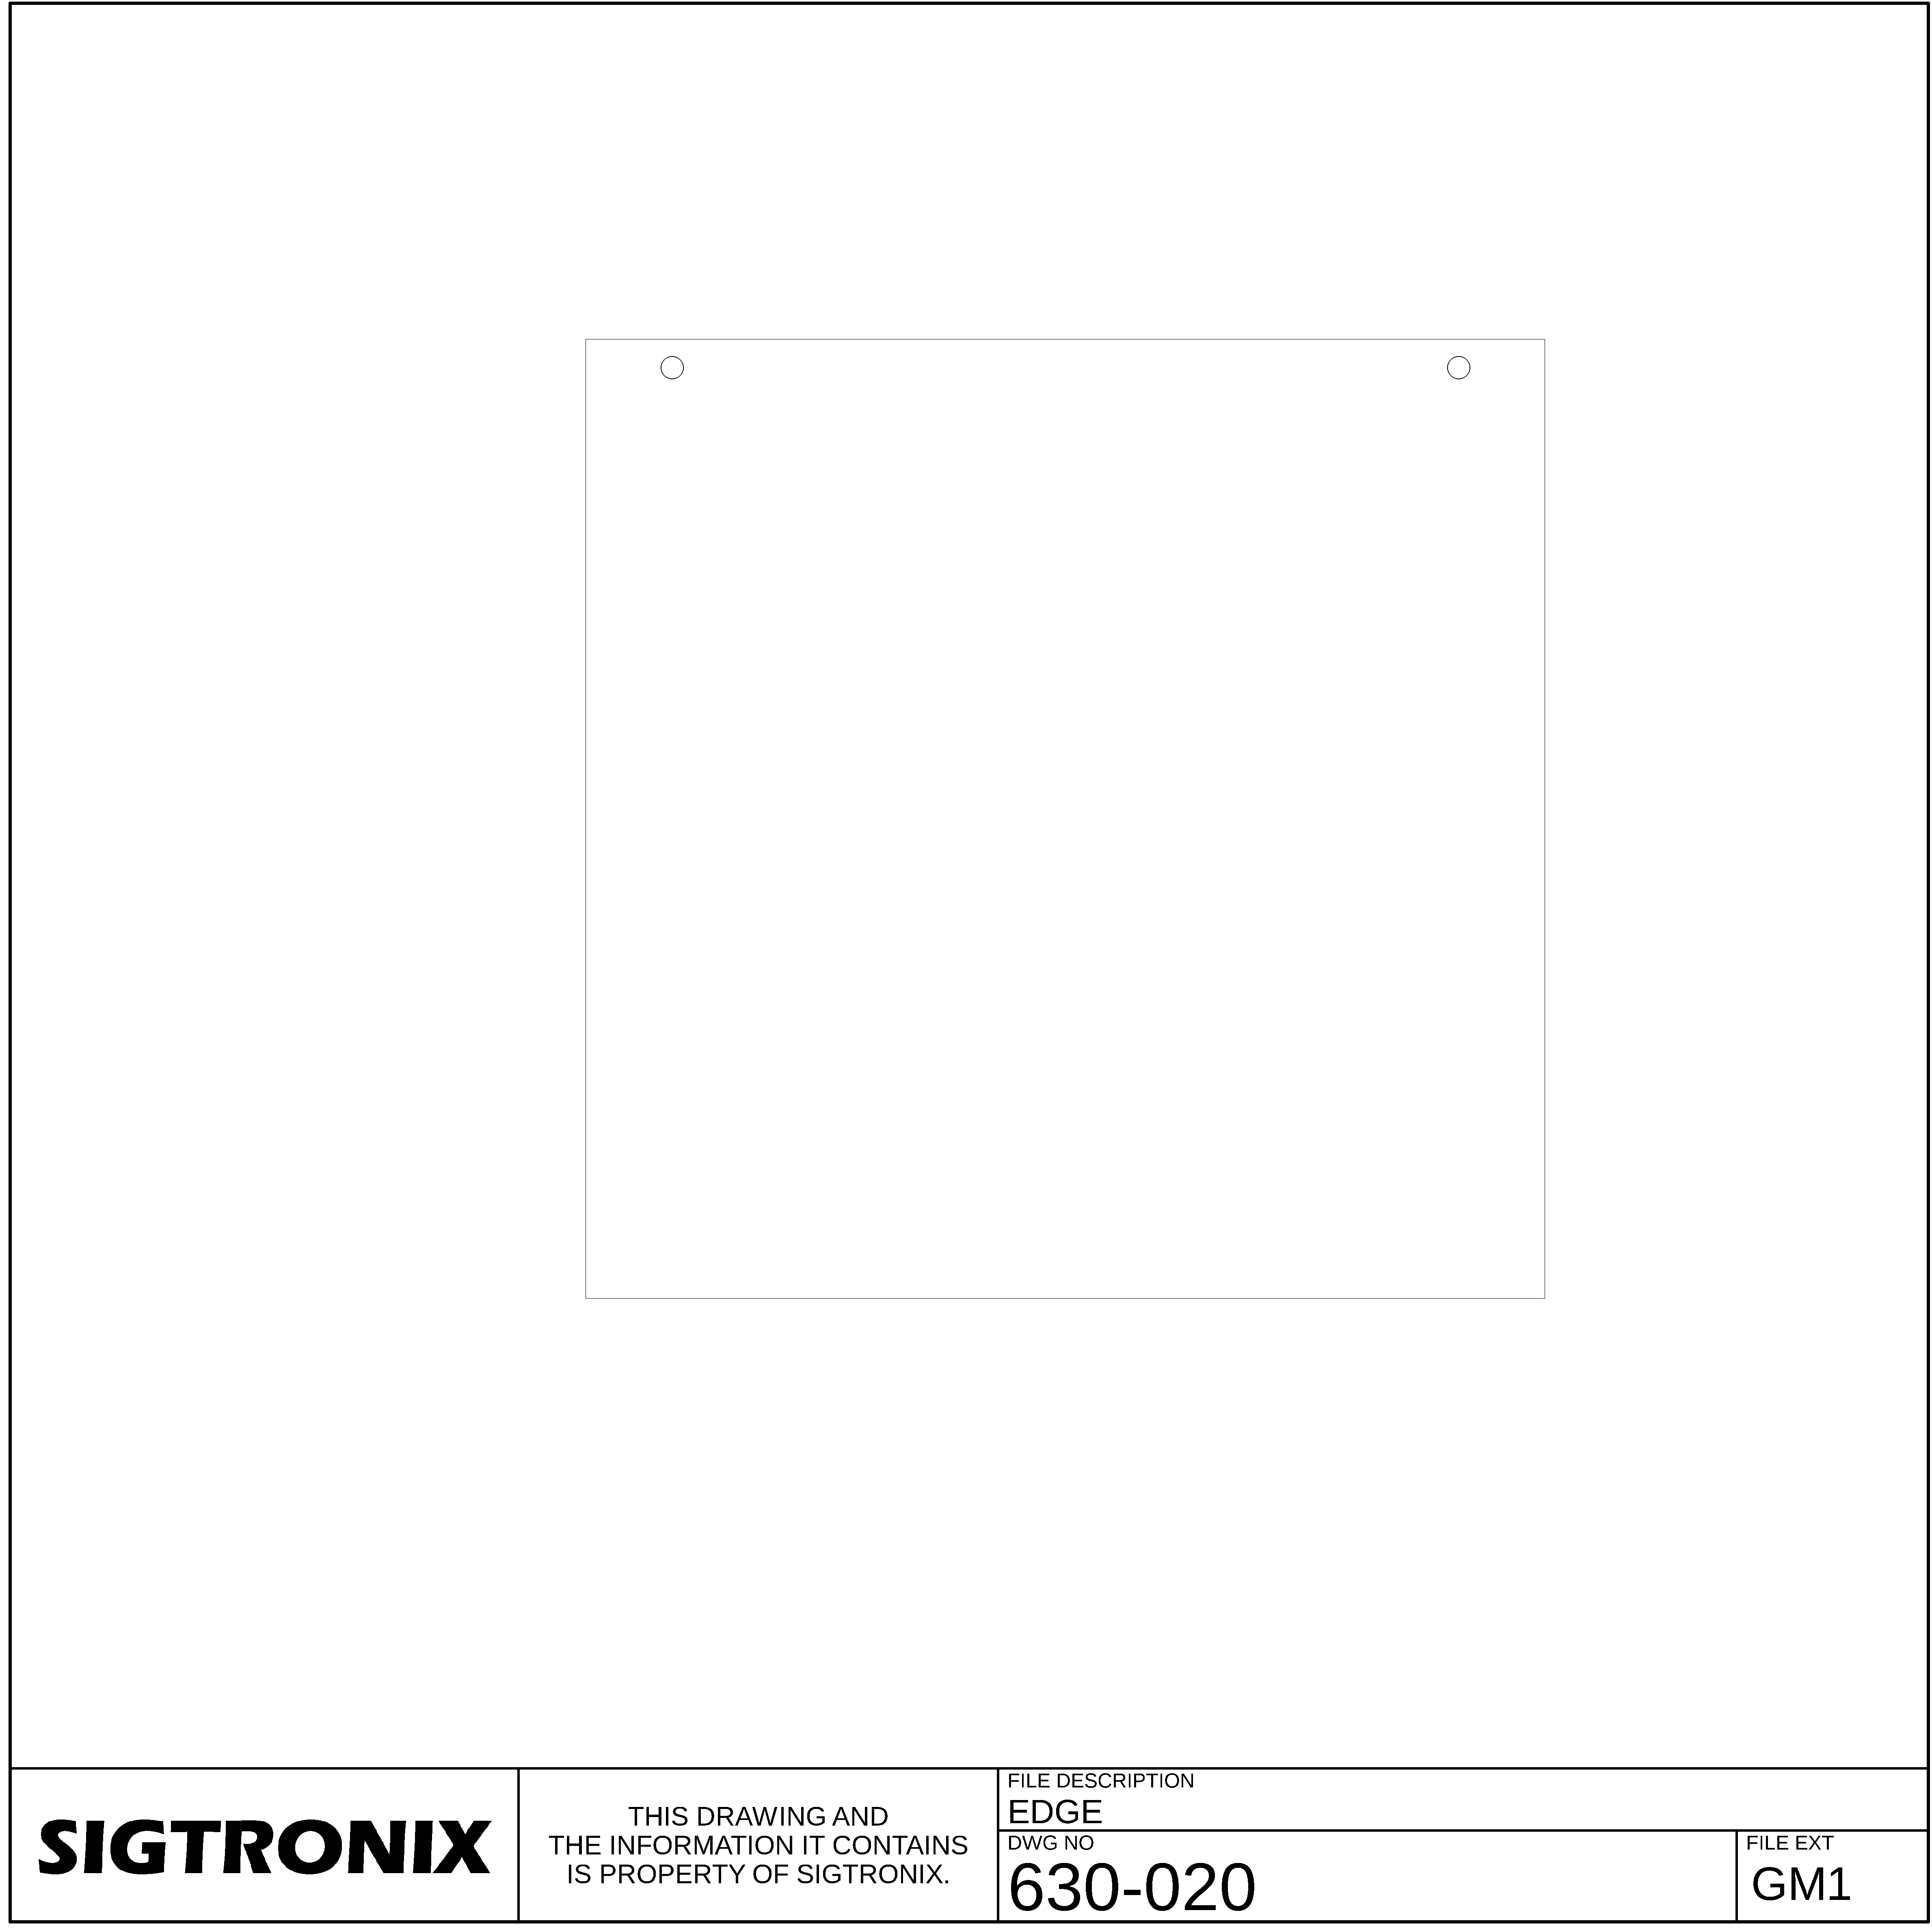 SIGTRONIX
THIS DRAWING AND
THE INFORMATION IT CONTAINS
IS PROPERTY OF SIGTRONIX.
FILE DESCRIPTION
EDGE
DWG NO
630-020
FILE EXT
GM1